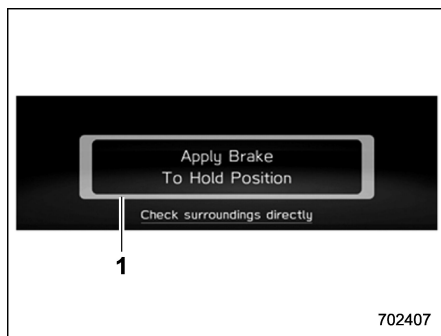 Apply Brake
To Hold Position
Check surroundings directly
1
702407